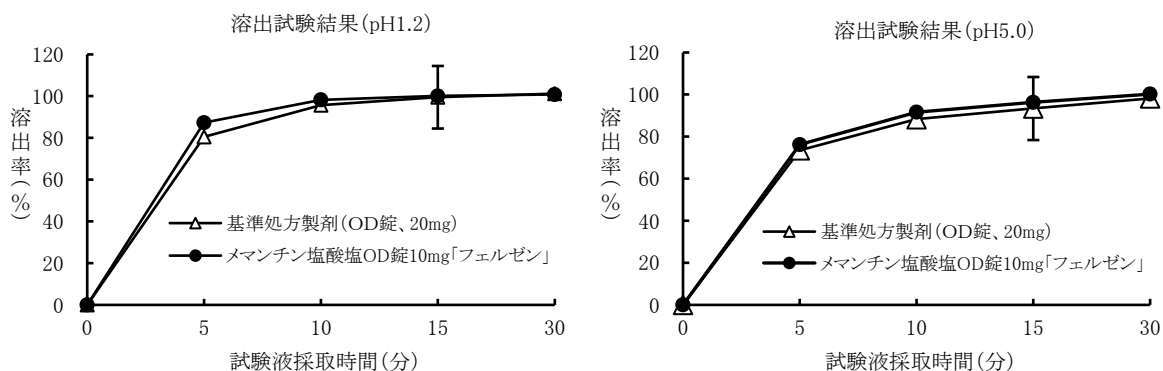 溶出試験結果(pH1.2)
120
100
80
60
40
20
0
溶出率(%)
基準処方製剤(OD錠、20mg)
メマンチン塩酸塩OD錠10mg「フェルゼン」
0 5 10 15 30
試験液採取時間(分)
溶出試験結果(pH5.0)
120
100
80
60
40
20
0
溶出率(%)
基準処方製剤(OD錠、20mg)
メマンチン塩酸塩OD錠10mg「フェルゼン」
0 5 10 15 30
試験液採取時間(分)